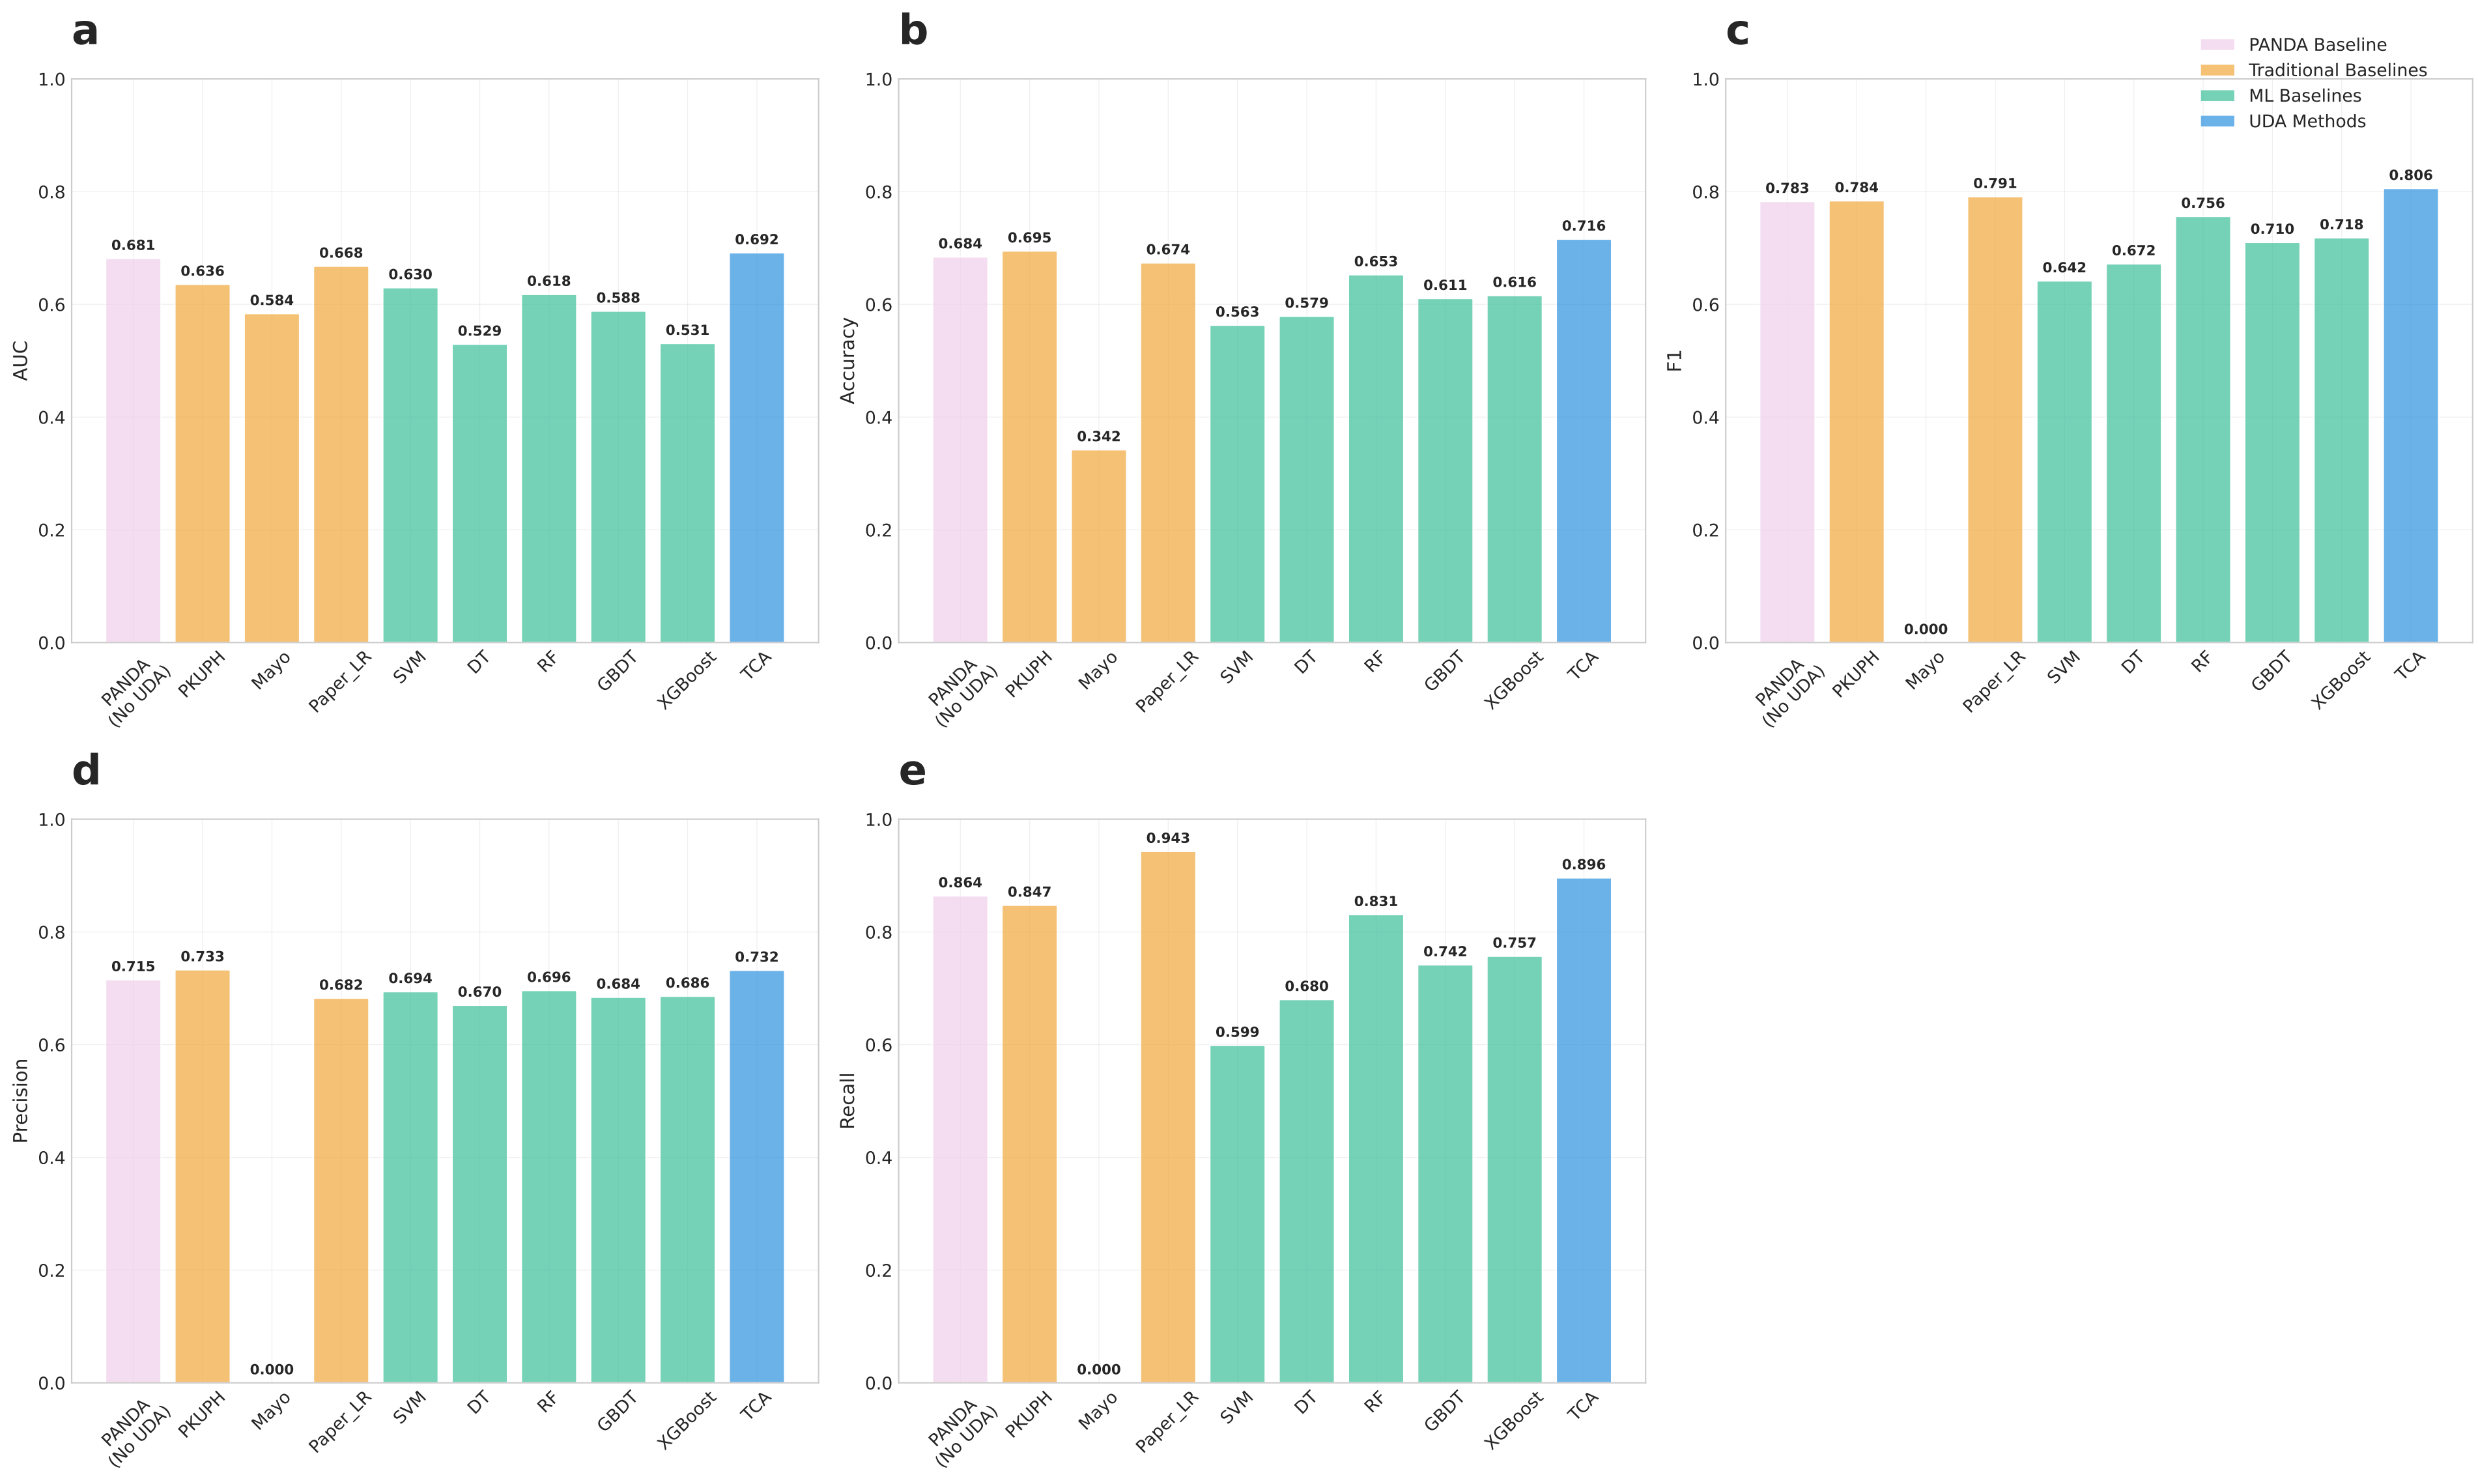 a
1.0
0.8
0.6
0.4
0.2
0.0
AUC
0.681
0.636
0.584
0.668
0.630
0.529
0.618
0.588
0.531
0.692
PANDA
(No UDA)
PKUPH
Mayo
Paper_LR
SVM
DT
RF
GBDT
XGBoost
TCA
b
1.0
0.8
0.6
0.4
0.2
0.0
Accuracy
0.684
0.695
0.342
0.674
0.563
0.579
0.653
0.611
0.616
0.716
PANDA
(No UDA)
PKUPH
Mayo
Paper_LR
SVM
DT
RF
GBDT
XGBoost
TCA
c
PANDA Baseline
Traditional Baselines
ML Baselines
UDA Methods
1.0
0.8
0.6
0.4
0.2
0.0
F1
0.783
0.784
0.000
0.791
0.642
0.672
0.756
0.710
0.718
0.806
PANDA
(No UDA)
PKUPH
Mayo
Paper_LR
SVM
DT
RF
GBDT
XGBoost
TCA
d
1.0
0.8
0.6
0.4
0.2
0.0
Precision
0.715
0.733
0.000
0.682
0.694
0.670
0.696
0.684
0.686
0.732
PANDA
(No UDA)
PKUPH
Mayo
Paper_LR
SVM
DT
RF
GBDT
XGBoost
TCA
e
1.0
0.8
0.6
0.4
0.2
0.0
Recall
0.864
0.847
0.000
0.943
0.599
0.680
0.831
0.742
0.757
0.896
PANDA
(No UDA)
PKUPH
Mayo
Paper_LR
SVM
DT
RF
GBDT
XGBoost
TCA